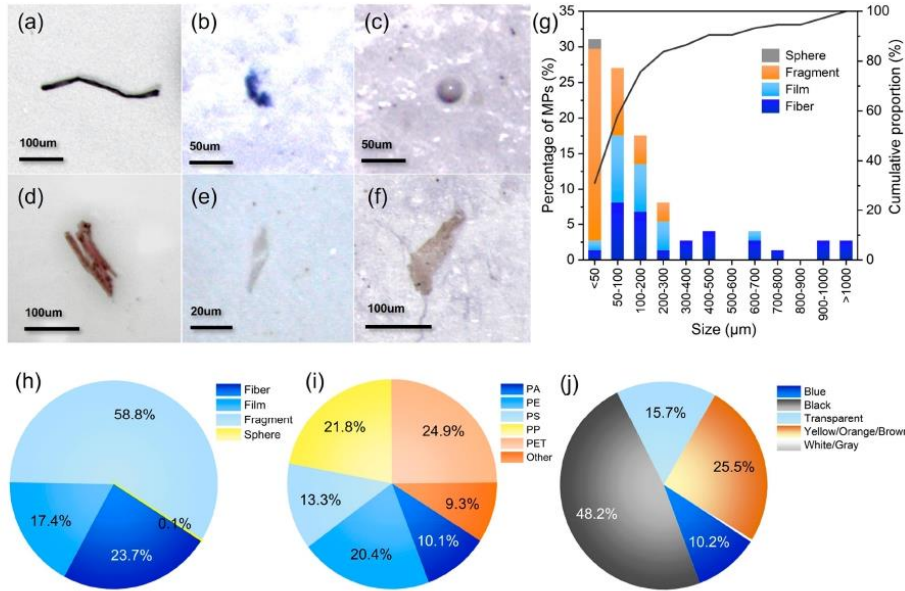 (a)
100um
(b)
50um
(c)
50um
(d)
100um
(e)
20um
(f)
100um
(g)
Percentage of MPs (%)
35
30
25
20
15
10
5
0
Sphere
Fragment
Film
Fiber
100
80
60
40
20
0
Cumulative proportion (%)
<50
50-100
100-200
200-300
300-400
400-500
500-600
600-700
700-800
800-900
900-1000
>1000
Size (μm)
(h)
Fiber
Film
Fragment
Sphere
58.8%
17.4%
0.1%
23.7%
(i)
PA
PE
PS
PP
PET
Other
21.8%
24.9%
13.3%
9.3%
20.4%
10.1%
(j)
Blue
Black
Transparent
Yellow/Orange/Brown
White/Gray
15.7%
25.5%
48.2%
10.2%